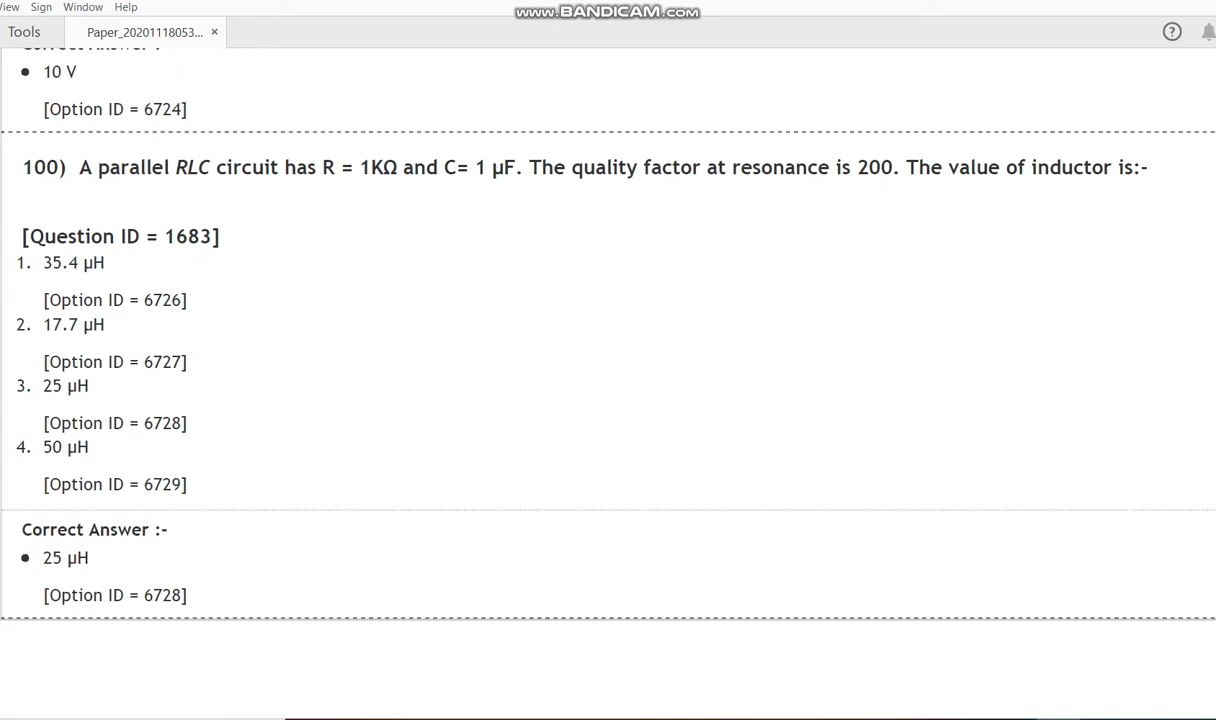 View Sign Window Help
www.BANDICAM.com
Tools Paper_20201118053... ×
Correct Answer :-
• 10 V
[Option ID = 6724]
100) A parallel RLC circuit has R = 1KΩ and C= 1 µF. The quality factor at resonance is 200. The value of inductor is:-
[Question ID = 1683]
1. 35.4 µH
[Option ID = 6726]
2. 17.7 µH
[Option ID = 6727]
3. 25 µH
[Option ID = 6728]
4. 50 µH
[Option ID = 6729]
Correct Answer :-
• 25 µH
[Option ID = 6728]